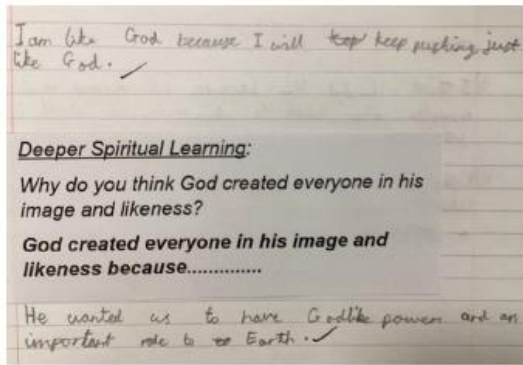 I am like God because I will keep pushing just
like God.
Deeper Spiritual Learning:
Why do you think God created everyone in his
image and likeness?
God created everyone in his image and
likeness because..............
He wanted us to have Godlike powers and an
important role to Earth.